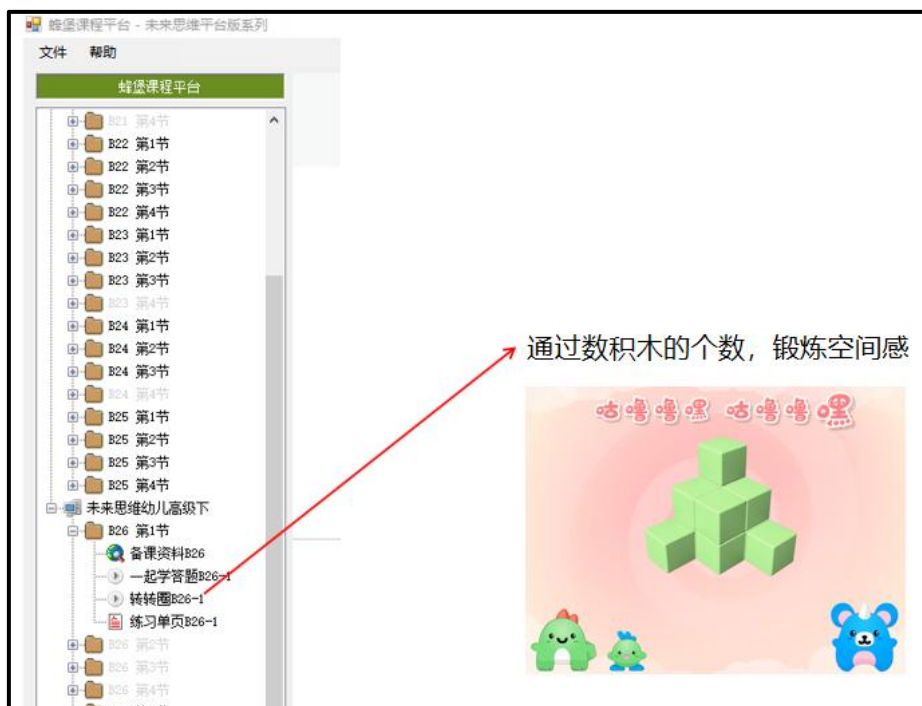 蜂堡课程平台 - 未来思维平台版系列
文件 帮助
蜂堡课程平台
B21 第4节
B22 第1节
B22 第2节
B22 第3节
B22 第4节
B23 第1节
B23 第2节
B23 第3节
B23 第4节
B24 第1节
B24 第2节
B24 第3节
B24 第4节
B25 第1节
B25 第2节
B25 第3节
B25 第4节
未来思维幼儿高级下
B26 第1节
备课资料B26
一起学答题B26-1
转转圈B26-1
练习单页B26-1
B26 第2节
B26 第3节
B26 第4节
通过数积木的个数，锻炼空间感
咕噜噜嘿 咕噜噜嘿